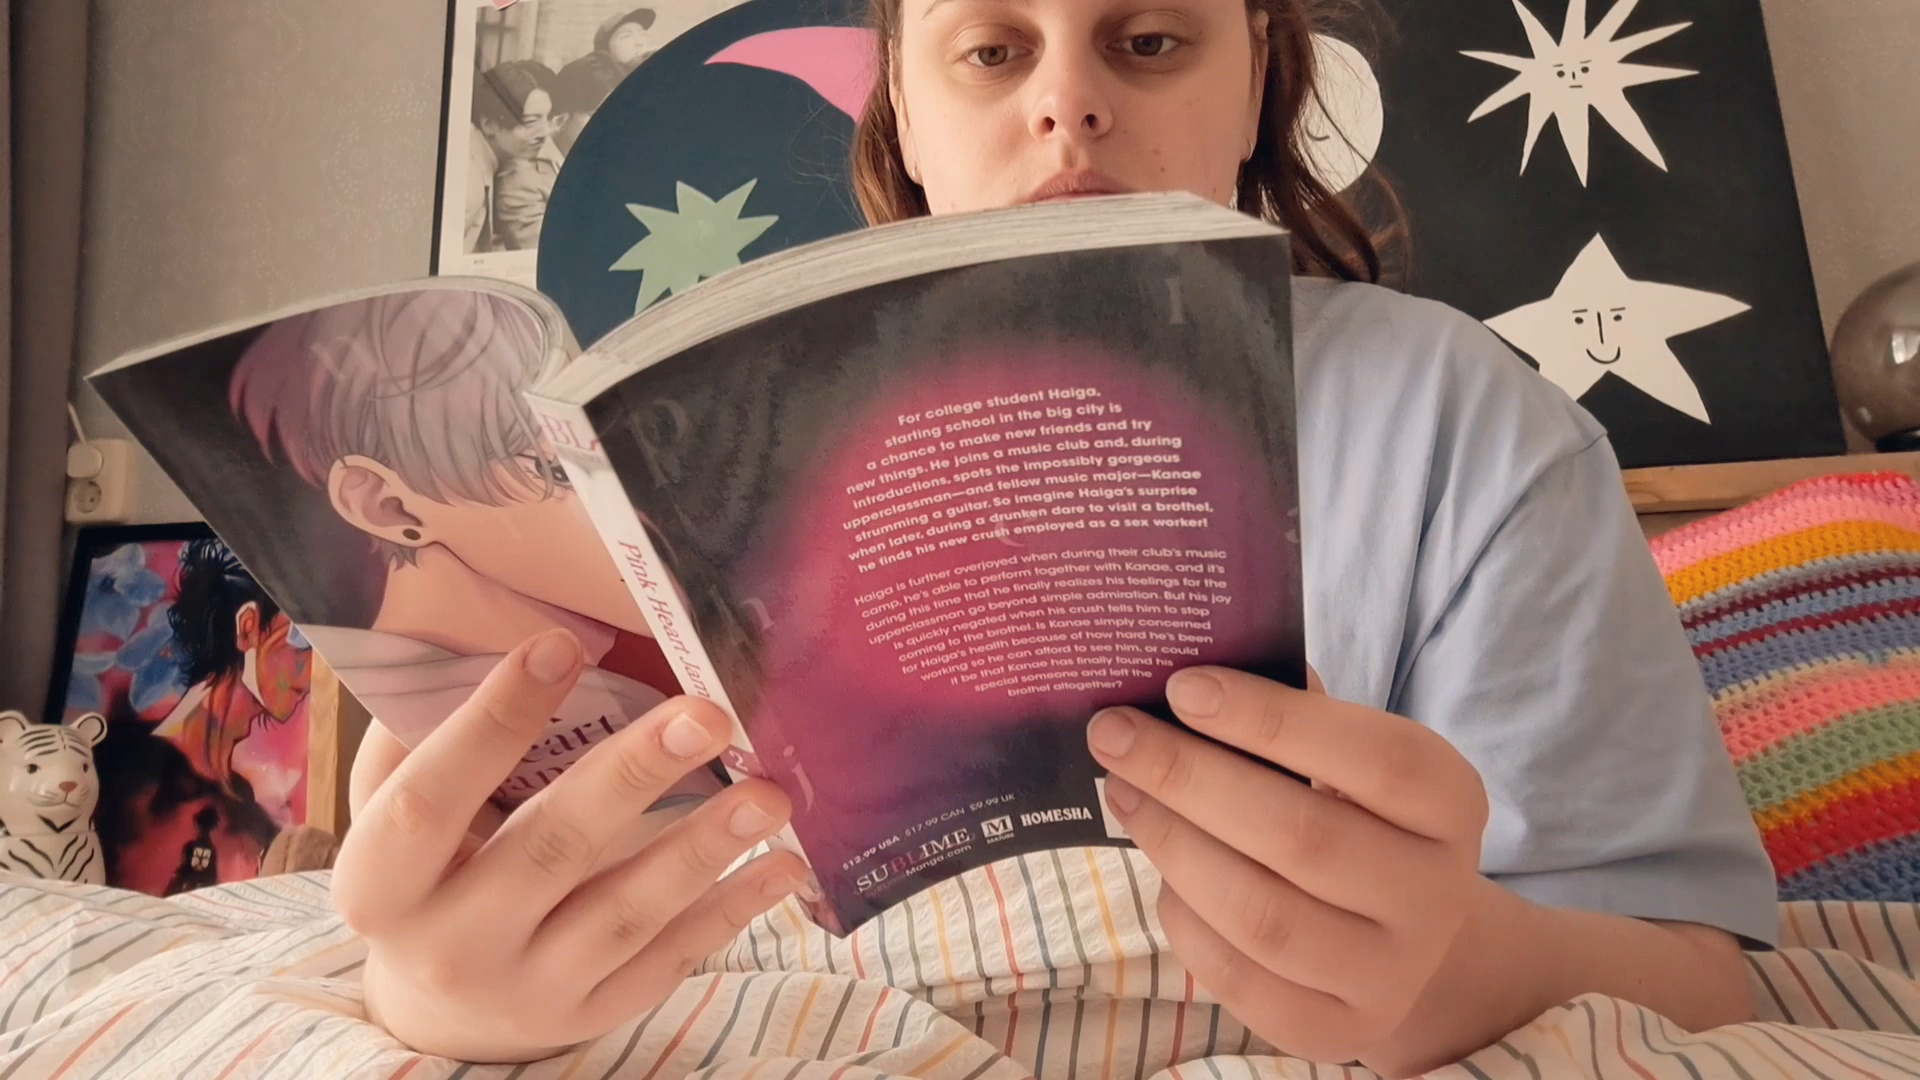 BL
Pink Heart Jam
2
eart
For college student Haiga,
starting school in the big city is
a chance to make new friends and try
new things. He joins a music club and, during
introductions, spots the impossibly gorgeous
upperclassman—and fellow music major—Kanae
strumming a guitar. So imagine Haiga's surprise
when later, during a drunken dare to visit a brothel,
he finds his new crush employed as a sex worker!
Haiga is further overjoyed when during their club's music
camp, he's able to perform together with Kanae, and it's
during this time that he finally realizes his feelings for the
upperclassman go beyond simple admiration. But his joy
is quickly negated when his crush tells him to stop
coming to the brothel. Is Kanae simply concerned
for Haiga's health because of how hard he's been
working so he can afford to see him, or could
it be that Kanae has finally found his
special someone and left the
brothel altogether?
$12.99 USA $17.99 CAN £9.99 UK
SUBLIME HOMESHA
SuBLimeManga.com